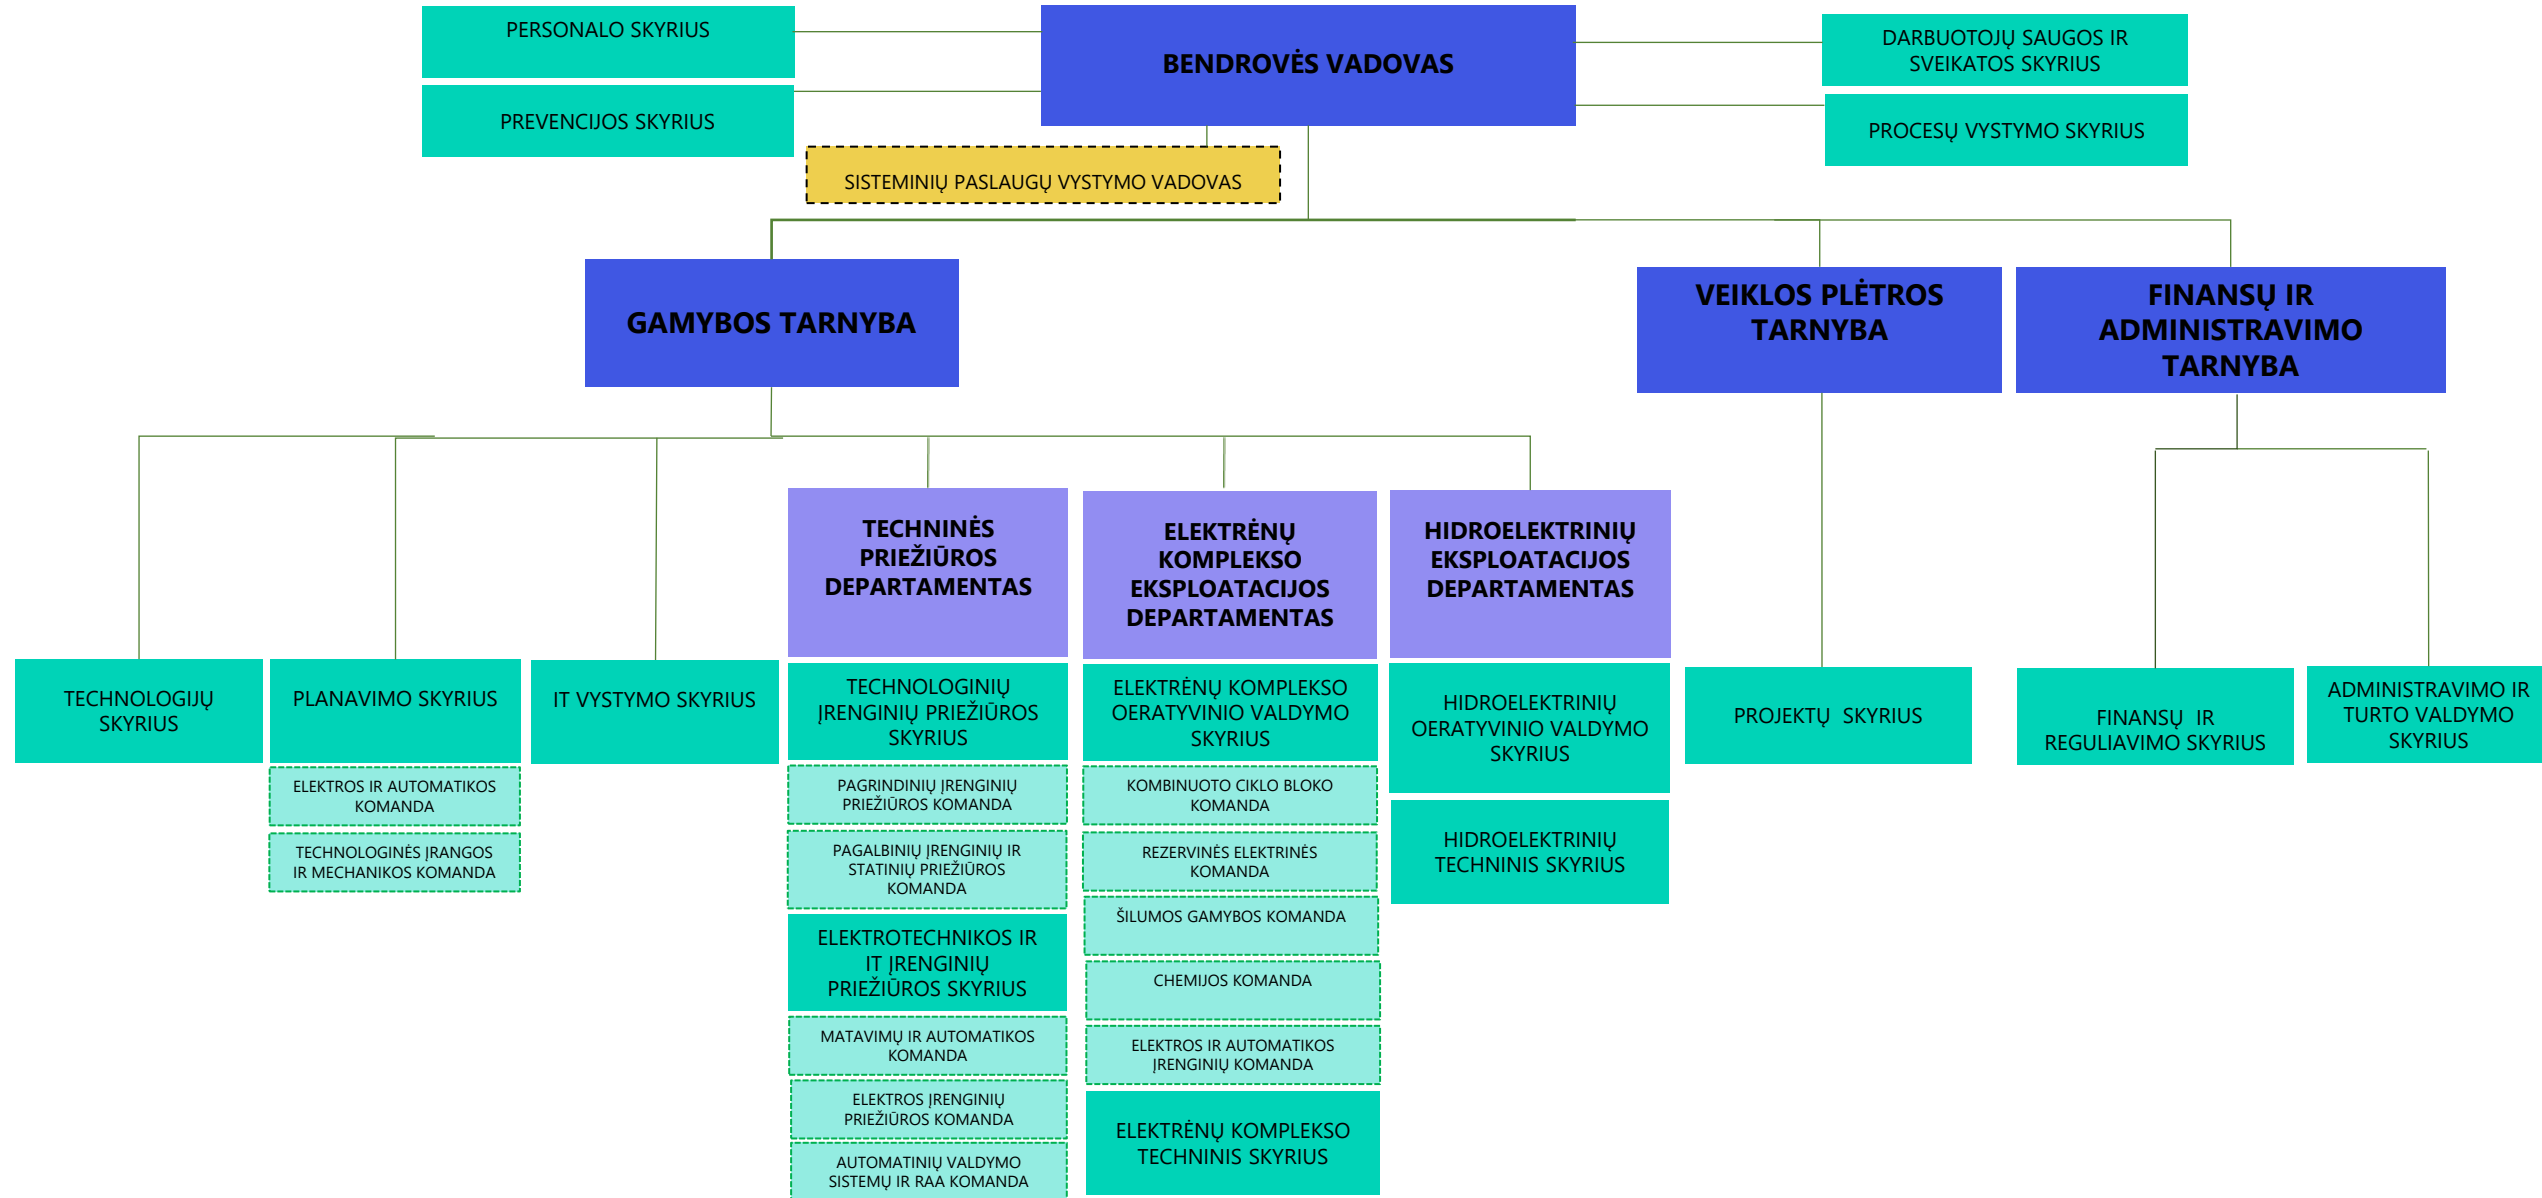 PERSONALO SKYRIUS
PREVENCIJOS SKYRIUS
BENDROVĖS VADOVAS
DARBUOTOJŲ SAUGOS IR
SVEIKATOS SKYRIUS
PROCESŲ VYSTYMO SKYRIUS
SISTEMINIŲ PASLAUGŲ VYSTYMO VADOVAS
GAMYBOS TARNYBA
VEIKLOS PLĖTROS
TARNYBA
FINANSŲ IR
ADMINISTRAVIMO
TARNYBA
TECHNOLOGIJŲ
SKYRIUS
PLANAVIMO SKYRIUS
ELEKTROS IR AUTOMATIKOS
KOMANDA
TECHNOLOGINĖS ĮRANGOS
IR MECHANIKOS KOMANDA
IT VYSTYMO SKYRIUS
TECHNINĖS
PRIEŽIŪROS
DEPARTAMENTAS
TECHNOLOGINIŲ
ĮRENGINIŲ PRIEŽIŪROS
SKYRIUS
PAGRINDINIŲ ĮRENGINIŲ
PRIEŽIŪROS KOMANDA
PAGALBINIŲ ĮRENGINIŲ IR
STATINIŲ PRIEŽIŪROS
KOMANDA
ELEKTROTECHNIKOS IR
IT ĮRENGINIŲ
PRIEŽIŪROS SKYRIUS
MATAVIMŲ IR AUTOMATIKOS
KOMANDA
ELEKTROS ĮRENGINIŲ
PRIEŽIŪROS KOMANDA
AUTOMATINIŲ VALDYMO
SISTEMŲ IR RAA KOMANDA
ELEKTRĖNŲ
KOMPLEKSO
EKSPLOATACIJOS
DEPARTAMENTAS
ELEKTRĖNŲ KOMPLEKSO
OERATYVINIO VALDYMO
SKYRIUS
KOMBINUOTO CIKLO BLOKO
KOMANDA
REZERVINĖS ELEKTRINĖS
KOMANDA
ŠILUMOS GAMYBOS KOMANDA
CHEMIJOS KOMANDA
ELEKTROS IR AUTOMATIKOS
ĮRENGINIŲ KOMANDA
ELEKTRĖNŲ KOMPLEKSO
TECHNINIS SKYRIUS
HIDROELEKTRINIŲ
EKSPLOATACIJOS
DEPARTAMENTAS
HIDROELEKTRINIŲ
OERATYVINIO VALDYMO
SKYRIUS
HIDROELEKTRINIŲ
TECHNINIS SKYRIUS
PROJEKTŲ  SKYRIUS
FINANSŲ  IR
REGULIAVIMO SKYRIUS
ADMINISTRAVIMO IR
TURTO VALDYMO
SKYRIUS